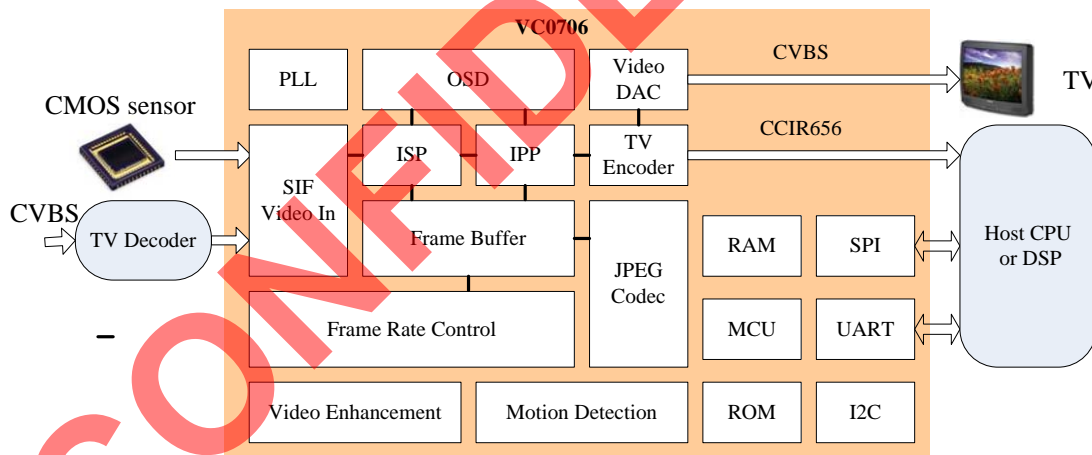 VC0706
PLL
OSD
Video
DAC
CVBS
TV
CMOS sensor
CCIR656
SIF
Video In
ISP
IPP
TV
Encoder
CVBS
TV Decoder
Frame Buffer
JPEG
Codec
RAM
SPI
Host CPU
or DSP
Frame Rate Control
MCU
UART
Video Enhancement
Motion Detection
ROM
I2C
CONFIDE